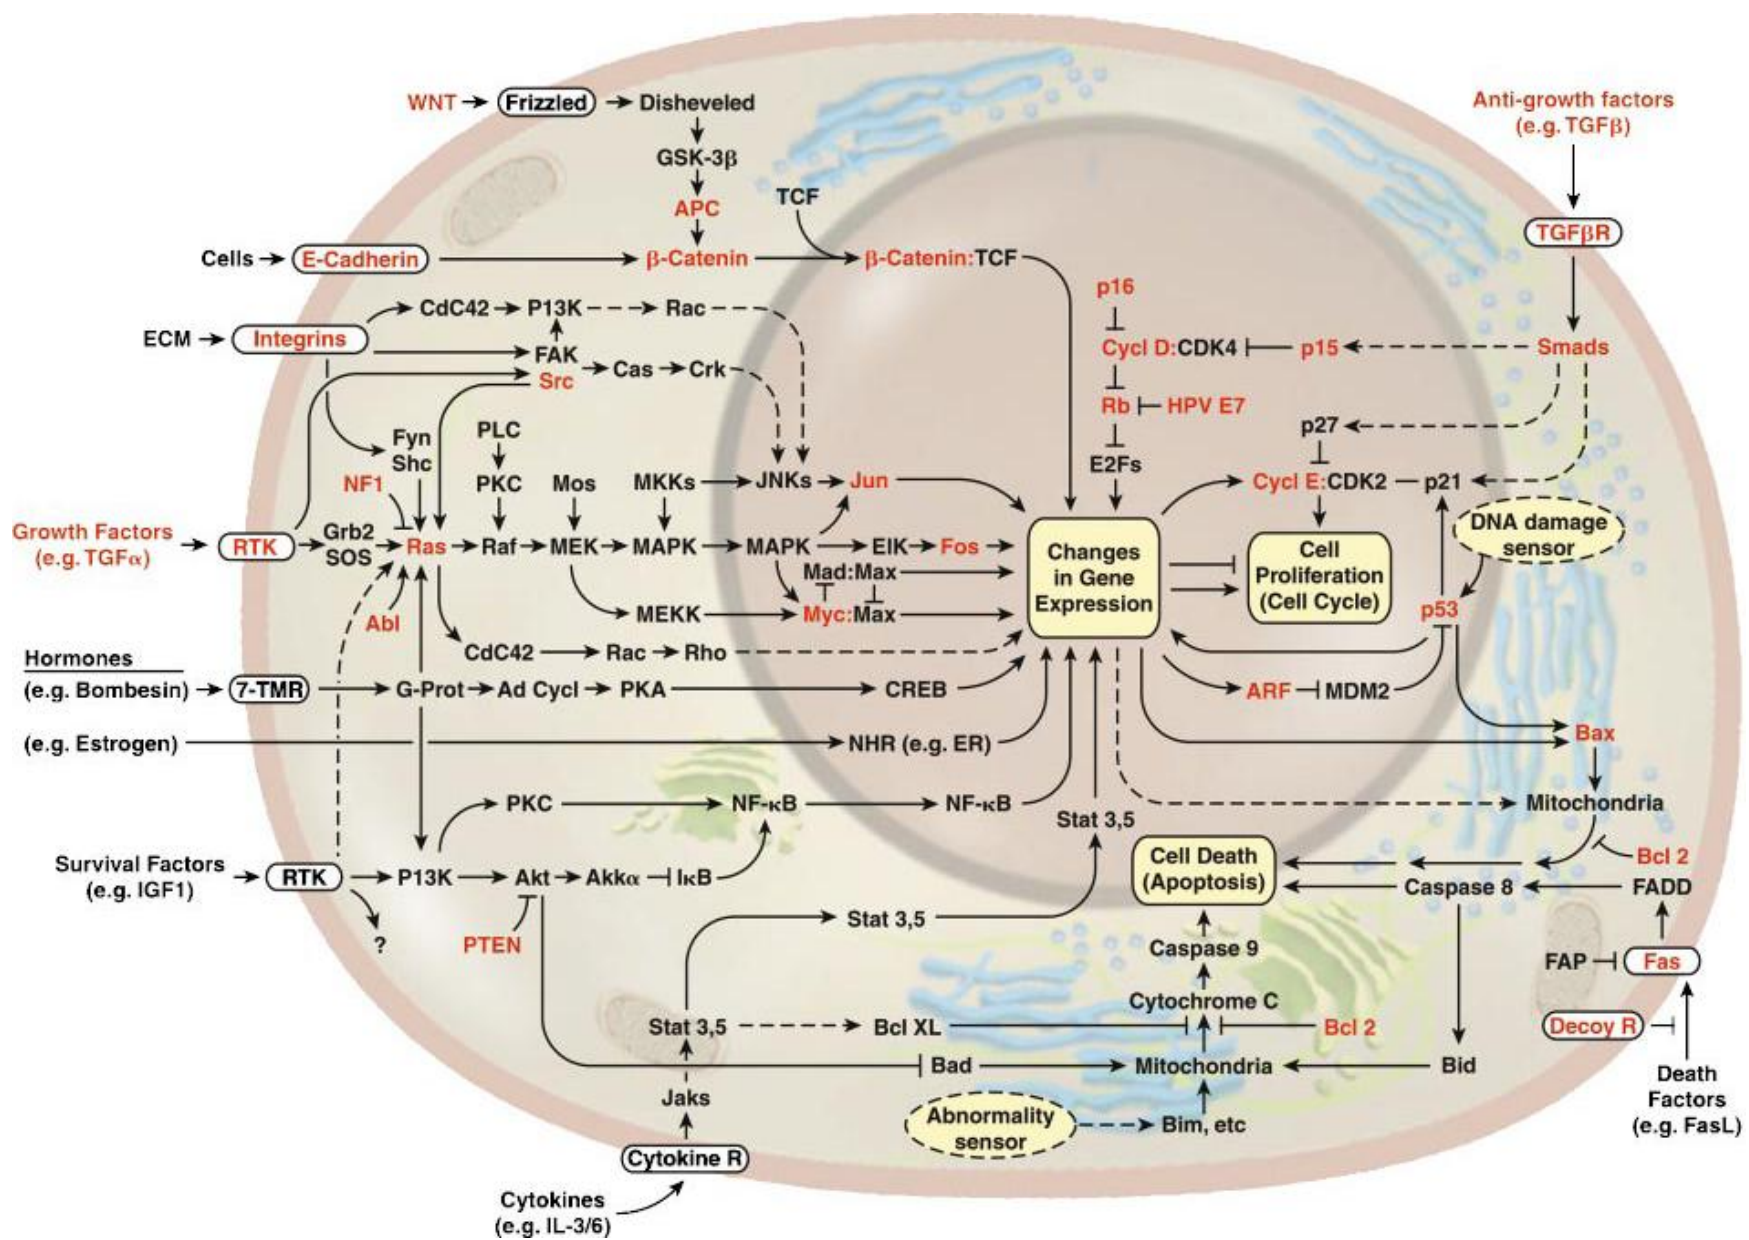 WNT
Frizzled
Disheveled
GSK-3β
APC
TCF
Cells
E-Cadherin
β-Catenin
β-Catenin:TCF
Anti-growth factors
(e.g. TGFβ)
TGFβR
Smads
p16
Cycl D:CDK4
p15
Rb
HPV E7
E2Fs
p27
Cycl E:CDK2
p21
DNA damage
sensor
ECM
Integrins
CdC42
P13K
Rac
FAK
Src
Cas
Crk
Fyn
Shc
NF1
PLC
PKC
Mos
MKKs
JNKs
Jun
Growth Factors
(e.g. TGFα)
RTK
Grb2
SOS
Ras
Raf
MEK
MAPK
MAPK
ElK
Fos
Mad:Max
Changes
in Gene
Expression
Cell
Proliferation
(Cell Cycle)
p53
Abl
MEKK
Myc:Max
CdC42
Rac
Rho
Hormones
(e.g. Bombesin)
7-TMR
G-Prot
Ad Cycl
PKA
CREB
ARF
MDM2
(e.g. Estrogen)
NHR (e.g. ER)
Bax
PKC
NF-κB
NF-κB
Stat 3,5
Mitochondria
Survival Factors
(e.g. IGF1)
RTK
P13K
Akt
Akkα
IκB
?
PTEN
Cell Death
(Apoptosis)
Bcl 2
Caspase 8
FADD
Stat 3,5
Caspase 9
FAP
Fas
Cytochrome C
Stat 3,5
Bcl XL
Bcl 2
Decoy R
Bad
Mitochondria
Bid
Death
Factors
(e.g. FasL)
Jaks
Abnormality
sensor
Bim, etc
Cytokine R
Cytokines
(e.g. IL-3/6)